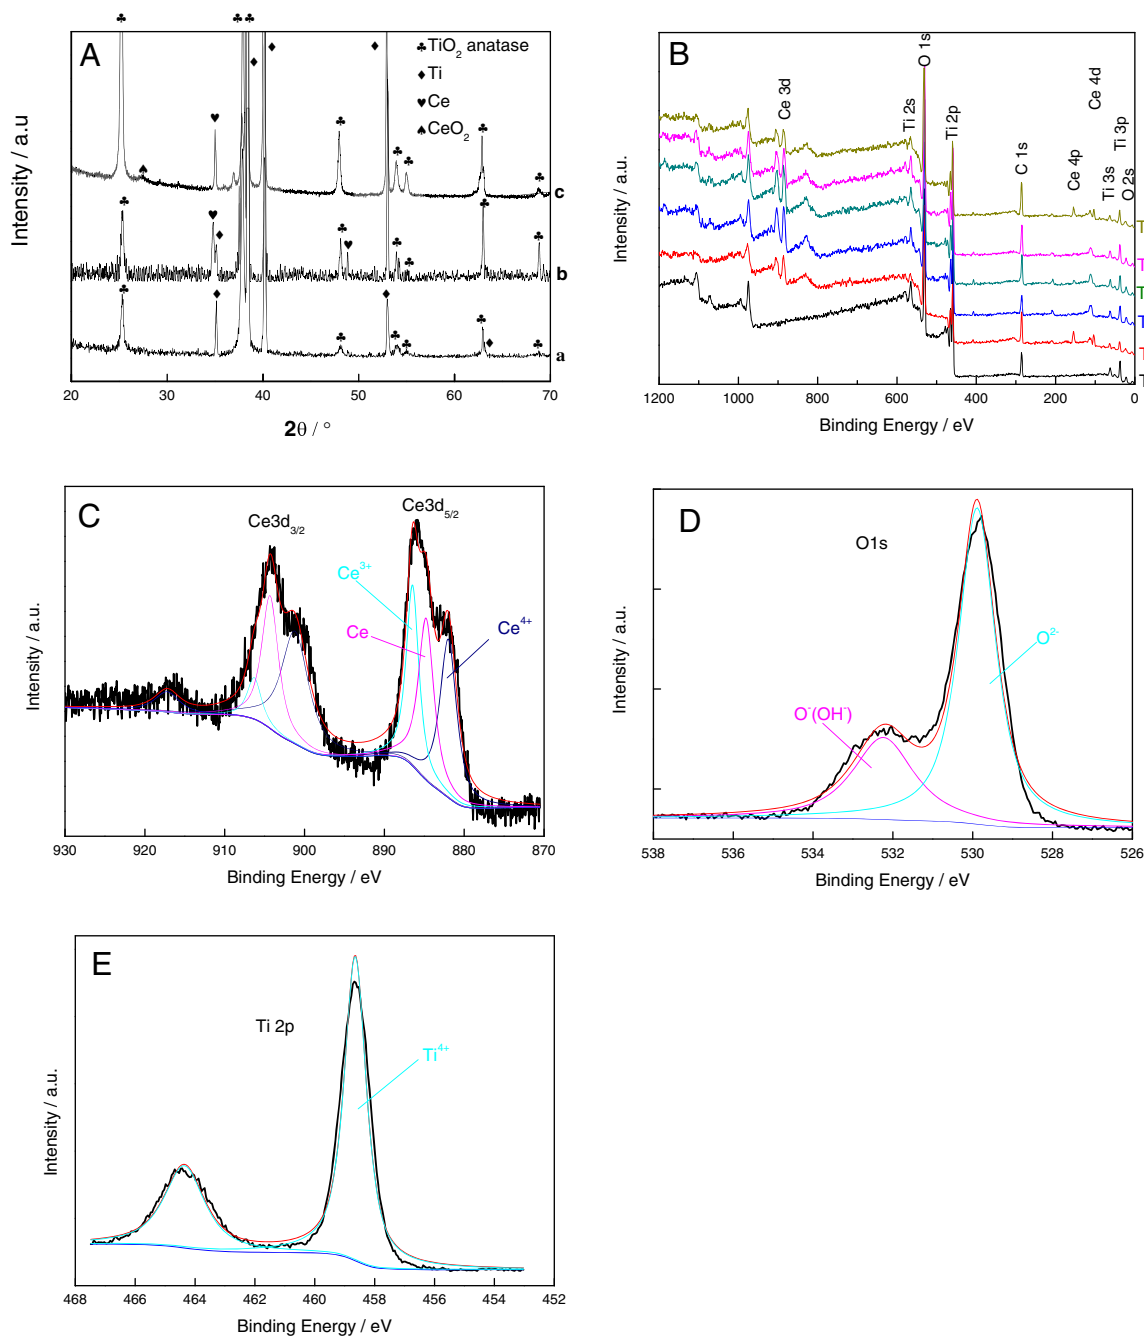 A
♣TiO₂ anatase
♦Ti
♥Ce
♠CeO₂
c
b
a
Intensity / a.u
20 30 40 50 60 70
2θ / °
B
Ce 3d
Ti 2s
O 1s
Ti 2p
C 1s
Ce 4p
Ce 4d
Ti 3s
Ti 3p
O 2s
T
T
T
T
T
T
Intensity / a.u.
1200 1000 800 600 400 200 0
Binding Energy / eV
C
Ce3d₃/₂
Ce3d₅/₂
Ce³⁺
Ce
Ce⁴⁺
Intensity / a.u.
930 920 910 900 890 880 870
Binding Energy / eV
D
O1s
O²⁻
O⁻(OH⁻)
Intensity / a.u.
538 536 534 532 530 528 526
Binding Energy / eV
E
Ti 2p
Ti⁴⁺
Intensity / a.u.
468 466 464 462 460 458 456 454 452
Binding Energy / eV